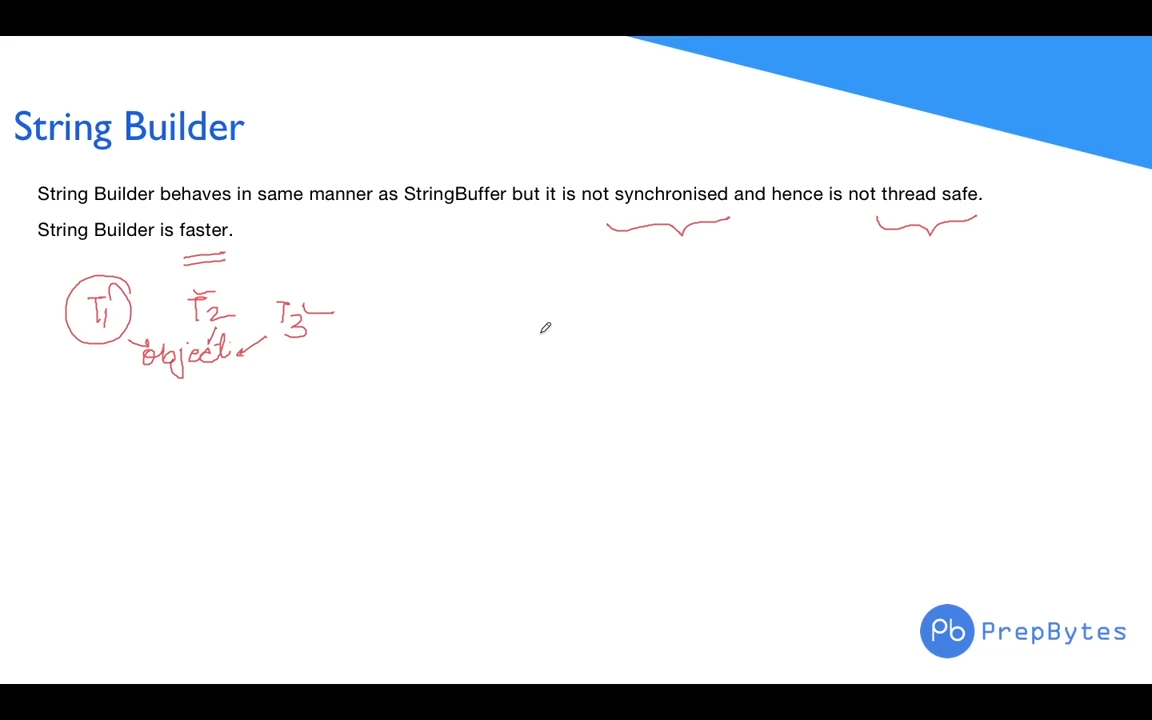 String Builder
String Builder behaves in same manner as StringBuffer but it is not synchronised and hence is not thread safe.
String Builder is faster.
T1 T2 T3
object
Pb PrepBytes